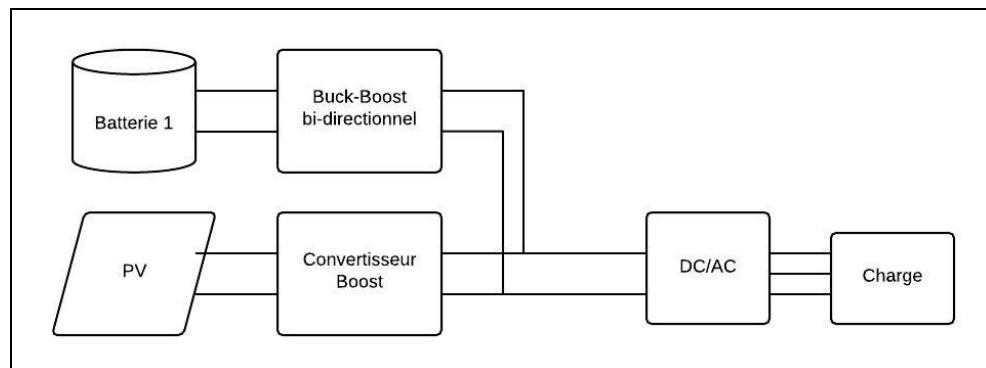 Batterie 1
Buck-Boost
bi-directionnel
PV
Convertisseur
Boost
DC/AC
Charge